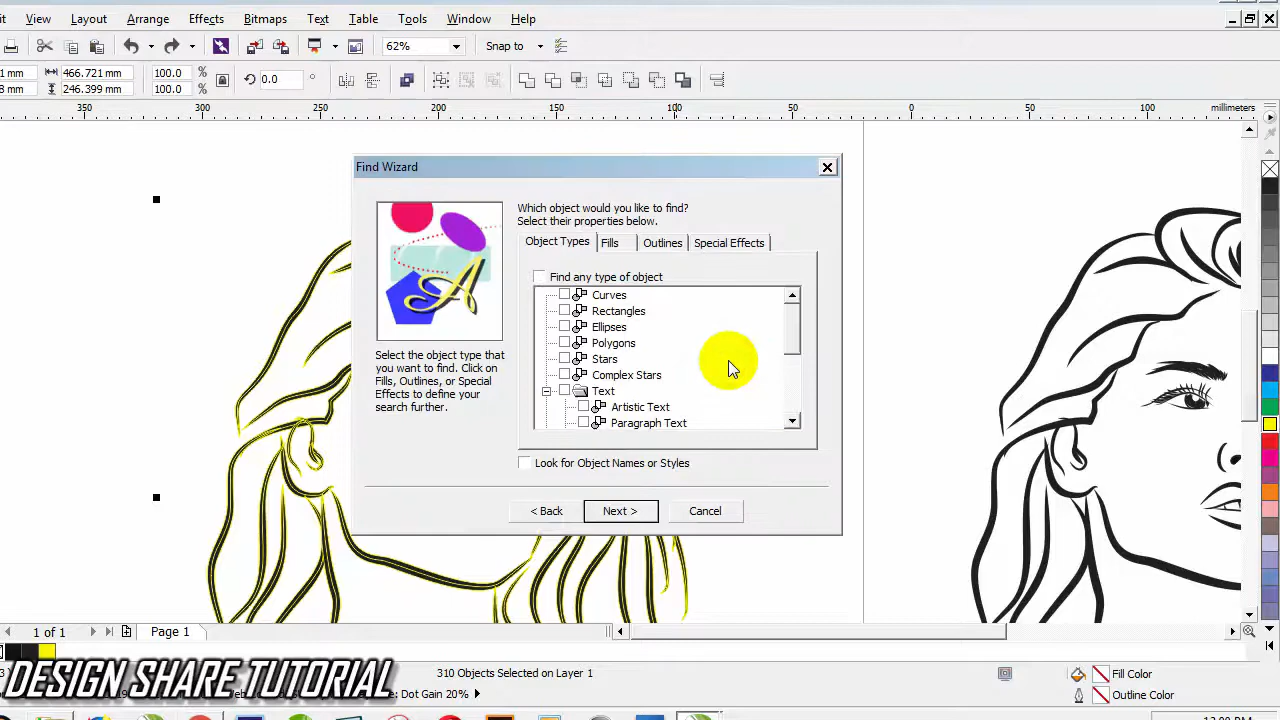 View Layout Arrange Effects Bitmaps Text Table Tools Window Help
62% Snap to
466.721 mm 100.0 % 0.0 °
246.399 mm 100.0 %
350 300 250 200 150 100 50 0 50 100 millimeters
Find Wizard
Which object would you like to find?
Select their properties below.
Object Types Fills Outlines Special Effects
Find any type of object
Curves
Rectangles
Ellipses
Polygons
Stars
Complex Stars
Text
Artistic Text
Paragraph Text
Select the object type that
you want to find. Click on
Fills, Outlines, or Special
Effects to define your
search further.
Look for Object Names or Styles
< Back Next > Cancel
1 of 1 Page 1
310 Objects Selected on Layer 1 Fill Color
DESIGN SHARE TUTORIAL
Dot Gain 20% Outline Color